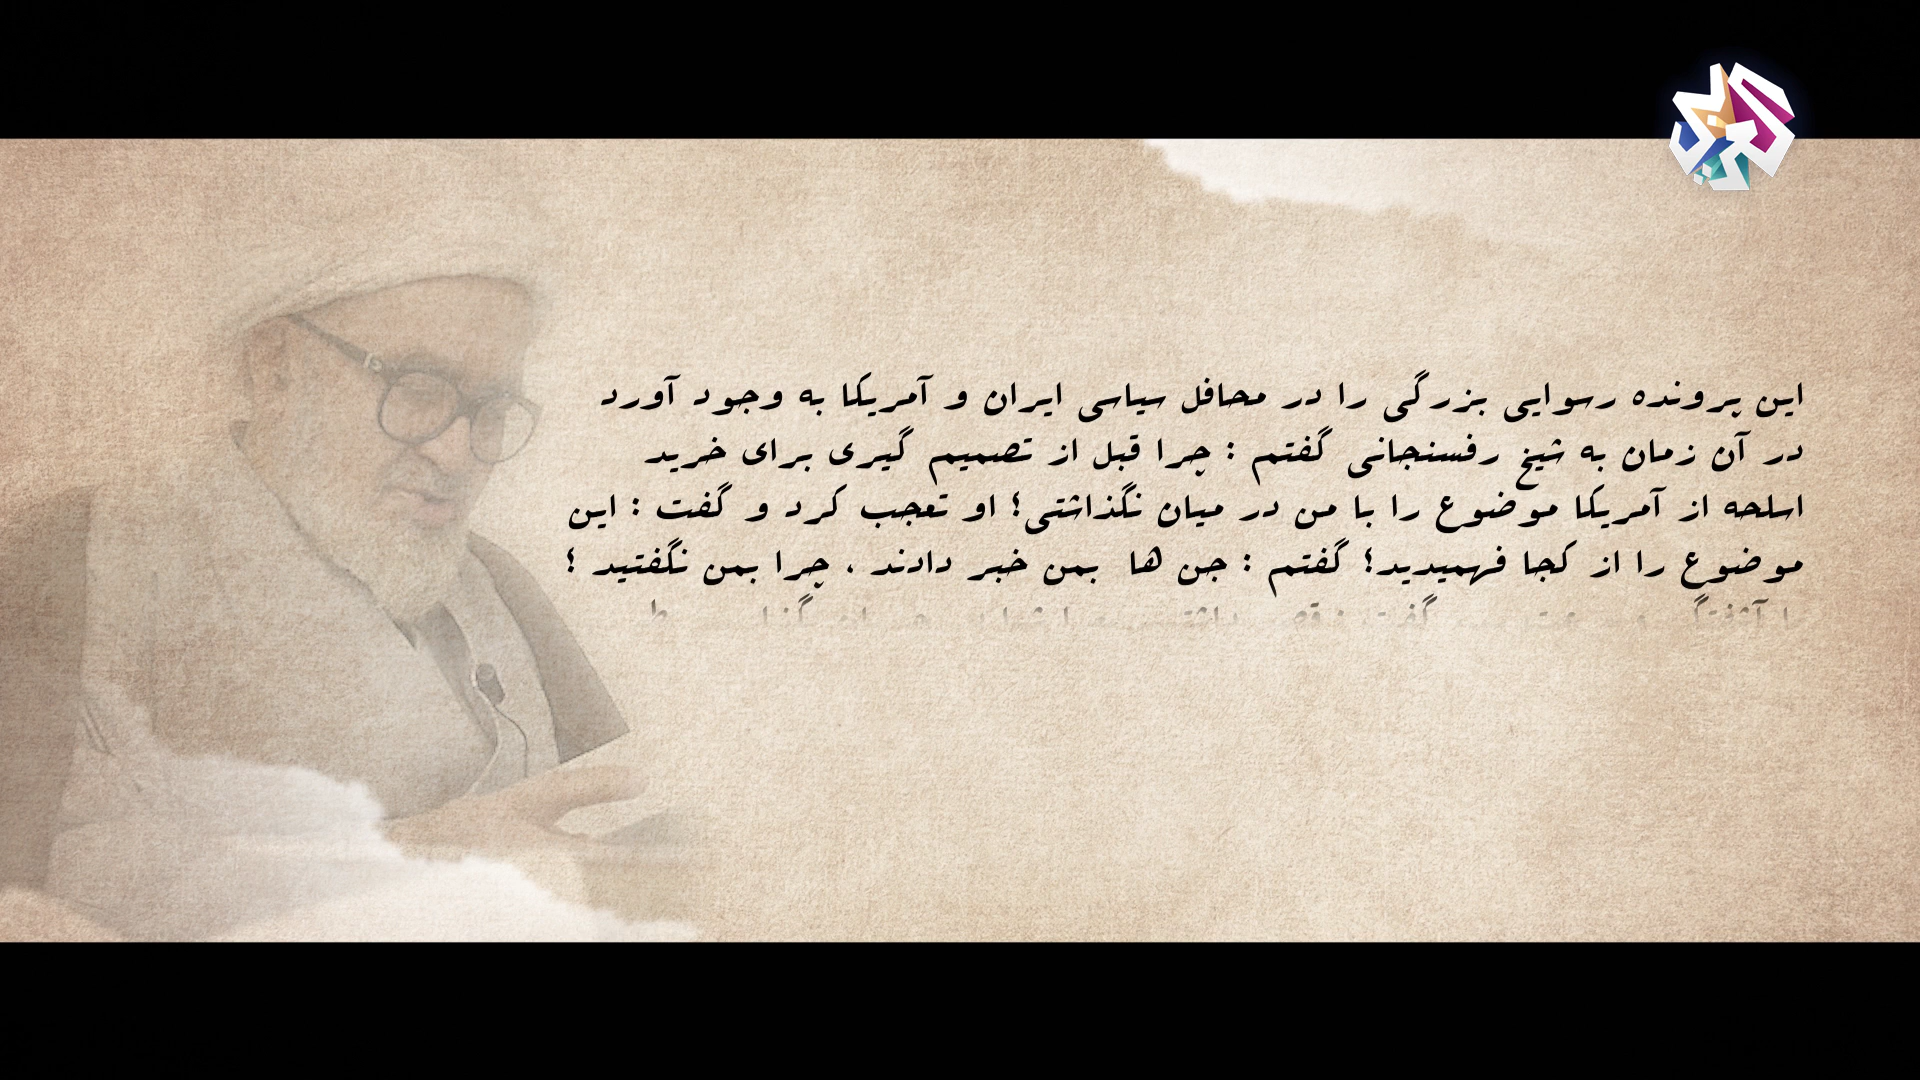 این پرونده رسوایی بزرگی را در محافل سیاسی ایران و آمریکا به وجود آورد
در آن زمان به شیخ رفسنجانی گفتم : چرا قبل از تصمیم گیری برای خرید
اسلحه از آمریکا موضوع را با من در میان نگذاشتی؛ او تعجب کرد و گفت : این
موضوع را از کجا فهمیدید؛ گفتم : جن ها بمن خبر دادند ، چرا بمن نگفتید ؛